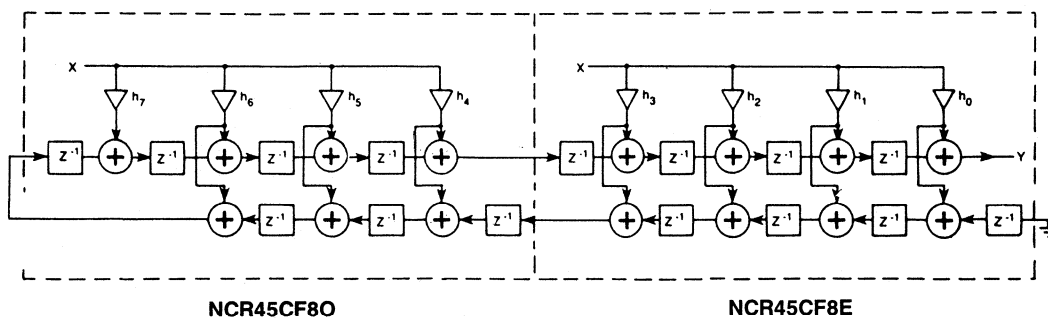 X X
h7 h6 h5 h4 h3 h2 h1 h0
z-1 + z-1 + z-1 + z-1 + z-1 + z-1 + z-1 + z-1 + Y
+ z-1 + z-1 + z-1 + z-1 + z-1 + z-1 + z-1
NCR45CF8O NCR45CF8E